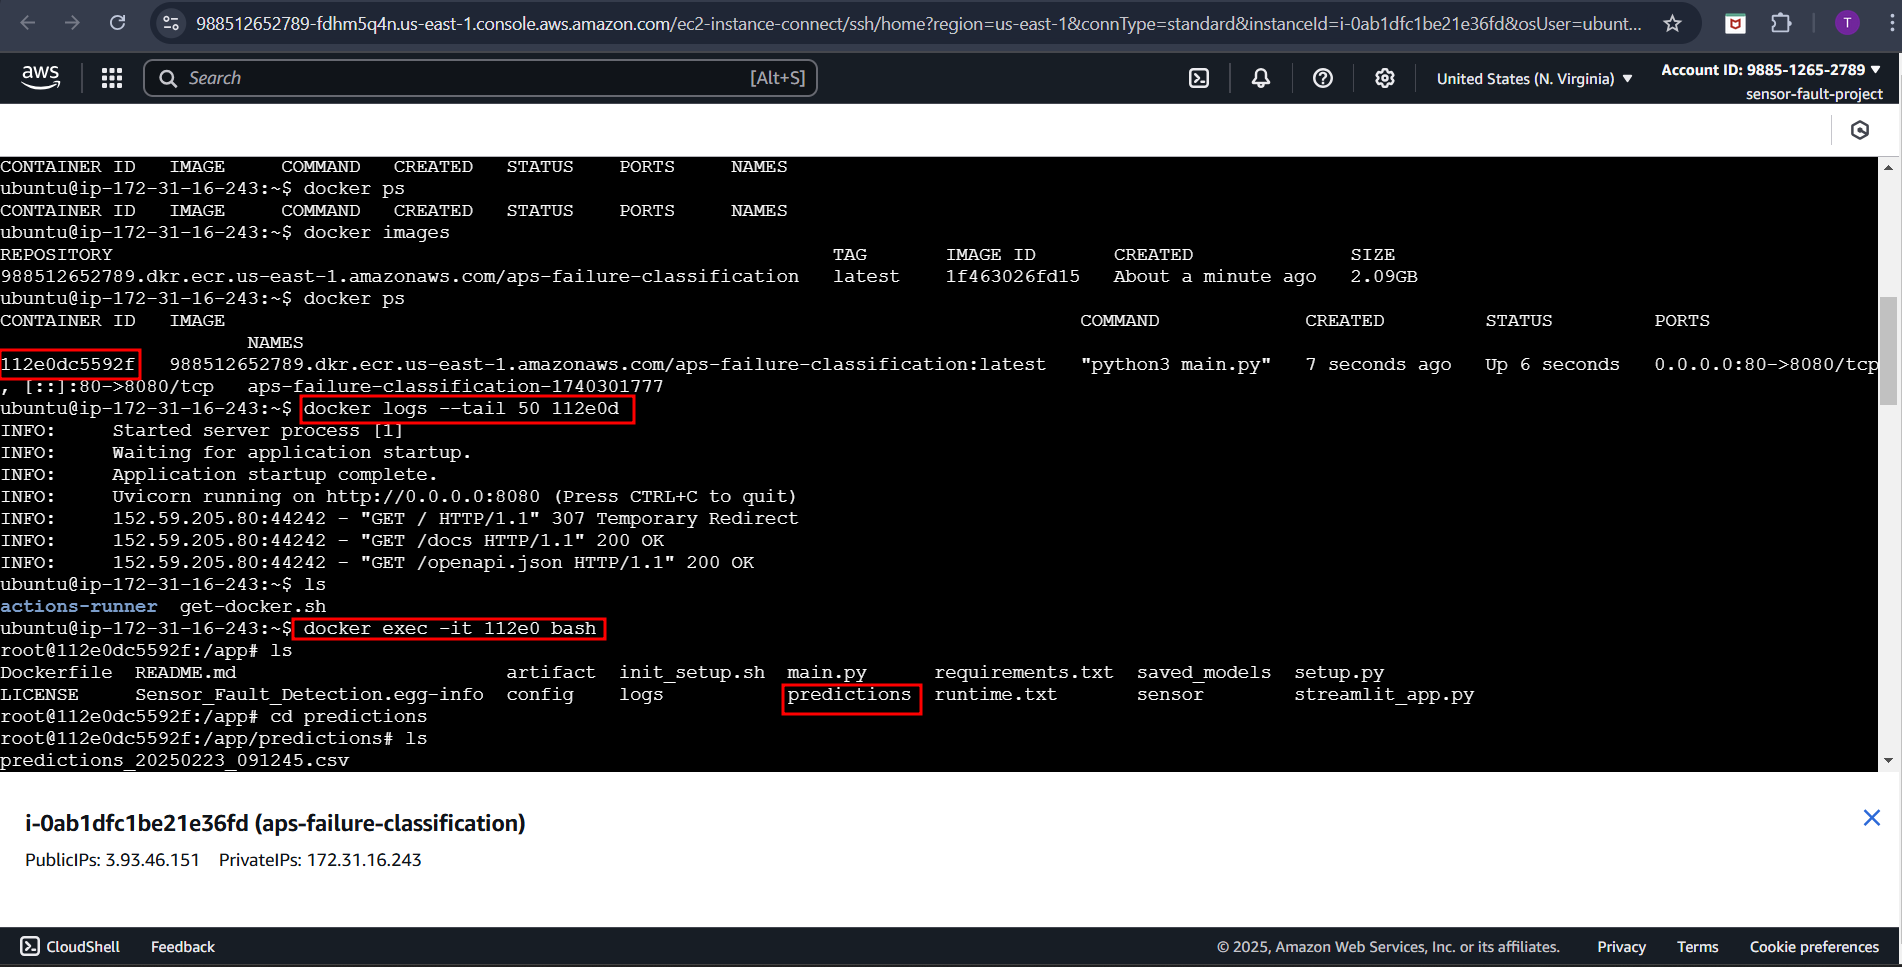 988512652789-fdhm5q4n.us-east-1.console.aws.amazon.com/ec2-instance-connect/ssh/home?region=us-east-1&connType=standard&instanceId=i-0ab1dfc1be21e36fd&osUser=ubunt...
T
aws
Search [Alt+S]
United States (N. Virginia)
Account ID: 9885-1265-2789
sensor-fault-project
CONTAINER ID IMAGE COMMAND CREATED STATUS PORTS NAMES
ubuntu@ip-172-31-16-243:~$ docker ps
CONTAINER ID IMAGE COMMAND CREATED STATUS PORTS NAMES
ubuntu@ip-172-31-16-243:~$ docker images
REPOSITORY TAG IMAGE ID CREATED SIZE
988512652789.dkr.ecr.us-east-1.amazonaws.com/aps-failure-classification latest 1f463026fd15 About a minute ago 2.09GB
ubuntu@ip-172-31-16-243:~$ docker ps
CONTAINER ID IMAGE COMMAND CREATED STATUS PORTS
NAMES
112e0dc5592f 988512652789.dkr.ecr.us-east-1.amazonaws.com/aps-failure-classification:latest "python3 main.py" 7 seconds ago Up 6 seconds 0.0.0.0:80->8080/tcp
, [::]:80->8080/tcp aps-failure-classification-1740301777
ubuntu@ip-172-31-16-243:~$ docker logs --tail 50 112e0d
INFO: Started server process [1]
INFO: Waiting for application startup.
INFO: Application startup complete.
INFO: Uvicorn running on http://0.0.0.0:8080 (Press CTRL+C to quit)
INFO: 152.59.205.80:44242 - "GET / HTTP/1.1" 307 Temporary Redirect
INFO: 152.59.205.80:44242 - "GET /docs HTTP/1.1" 200 OK
INFO: 152.59.205.80:44242 - "GET /openapi.json HTTP/1.1" 200 OK
ubuntu@ip-172-31-16-243:~$ ls
actions-runner get-docker.sh
ubuntu@ip-172-31-16-243:~$ docker exec -it 112e0 bash
root@112e0dc5592f:/app# ls
Dockerfile README.md artifact init_setup.sh main.py requirements.txt saved_models setup.py
LICENSE Sensor_Fault_Detection.egg-info config logs predictions runtime.txt sensor streamlit_app.py
root@112e0dc5592f:/app# cd predictions
root@112e0dc5592f:/app/predictions# ls
predictions_20250223_091245.csv
i-0ab1dfc1be21e36fd (aps-failure-classification)
PublicIPs: 3.93.46.151 PrivateIPs: 172.31.16.243
CloudShell Feedback © 2025, Amazon Web Services, Inc. or its affiliates. Privacy Terms Cookie preferences